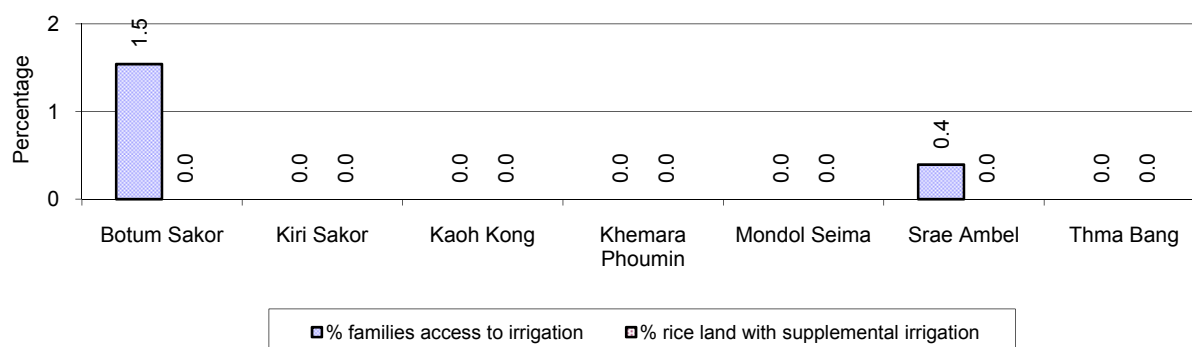 2
1
0
Percentage
1.5
0.0
0.0
0.0
0.0
0.0
0.0
0.0
0.0
0.0
0.4
0.0
0.0
0.0
Botum Sakor
Kiri Sakor
Kaoh Kong
Khemara
Phoumin
Mondol Seima
Srae Ambel
Thma Bang
% families access to irrigation
% rice land with supplemental irrigation